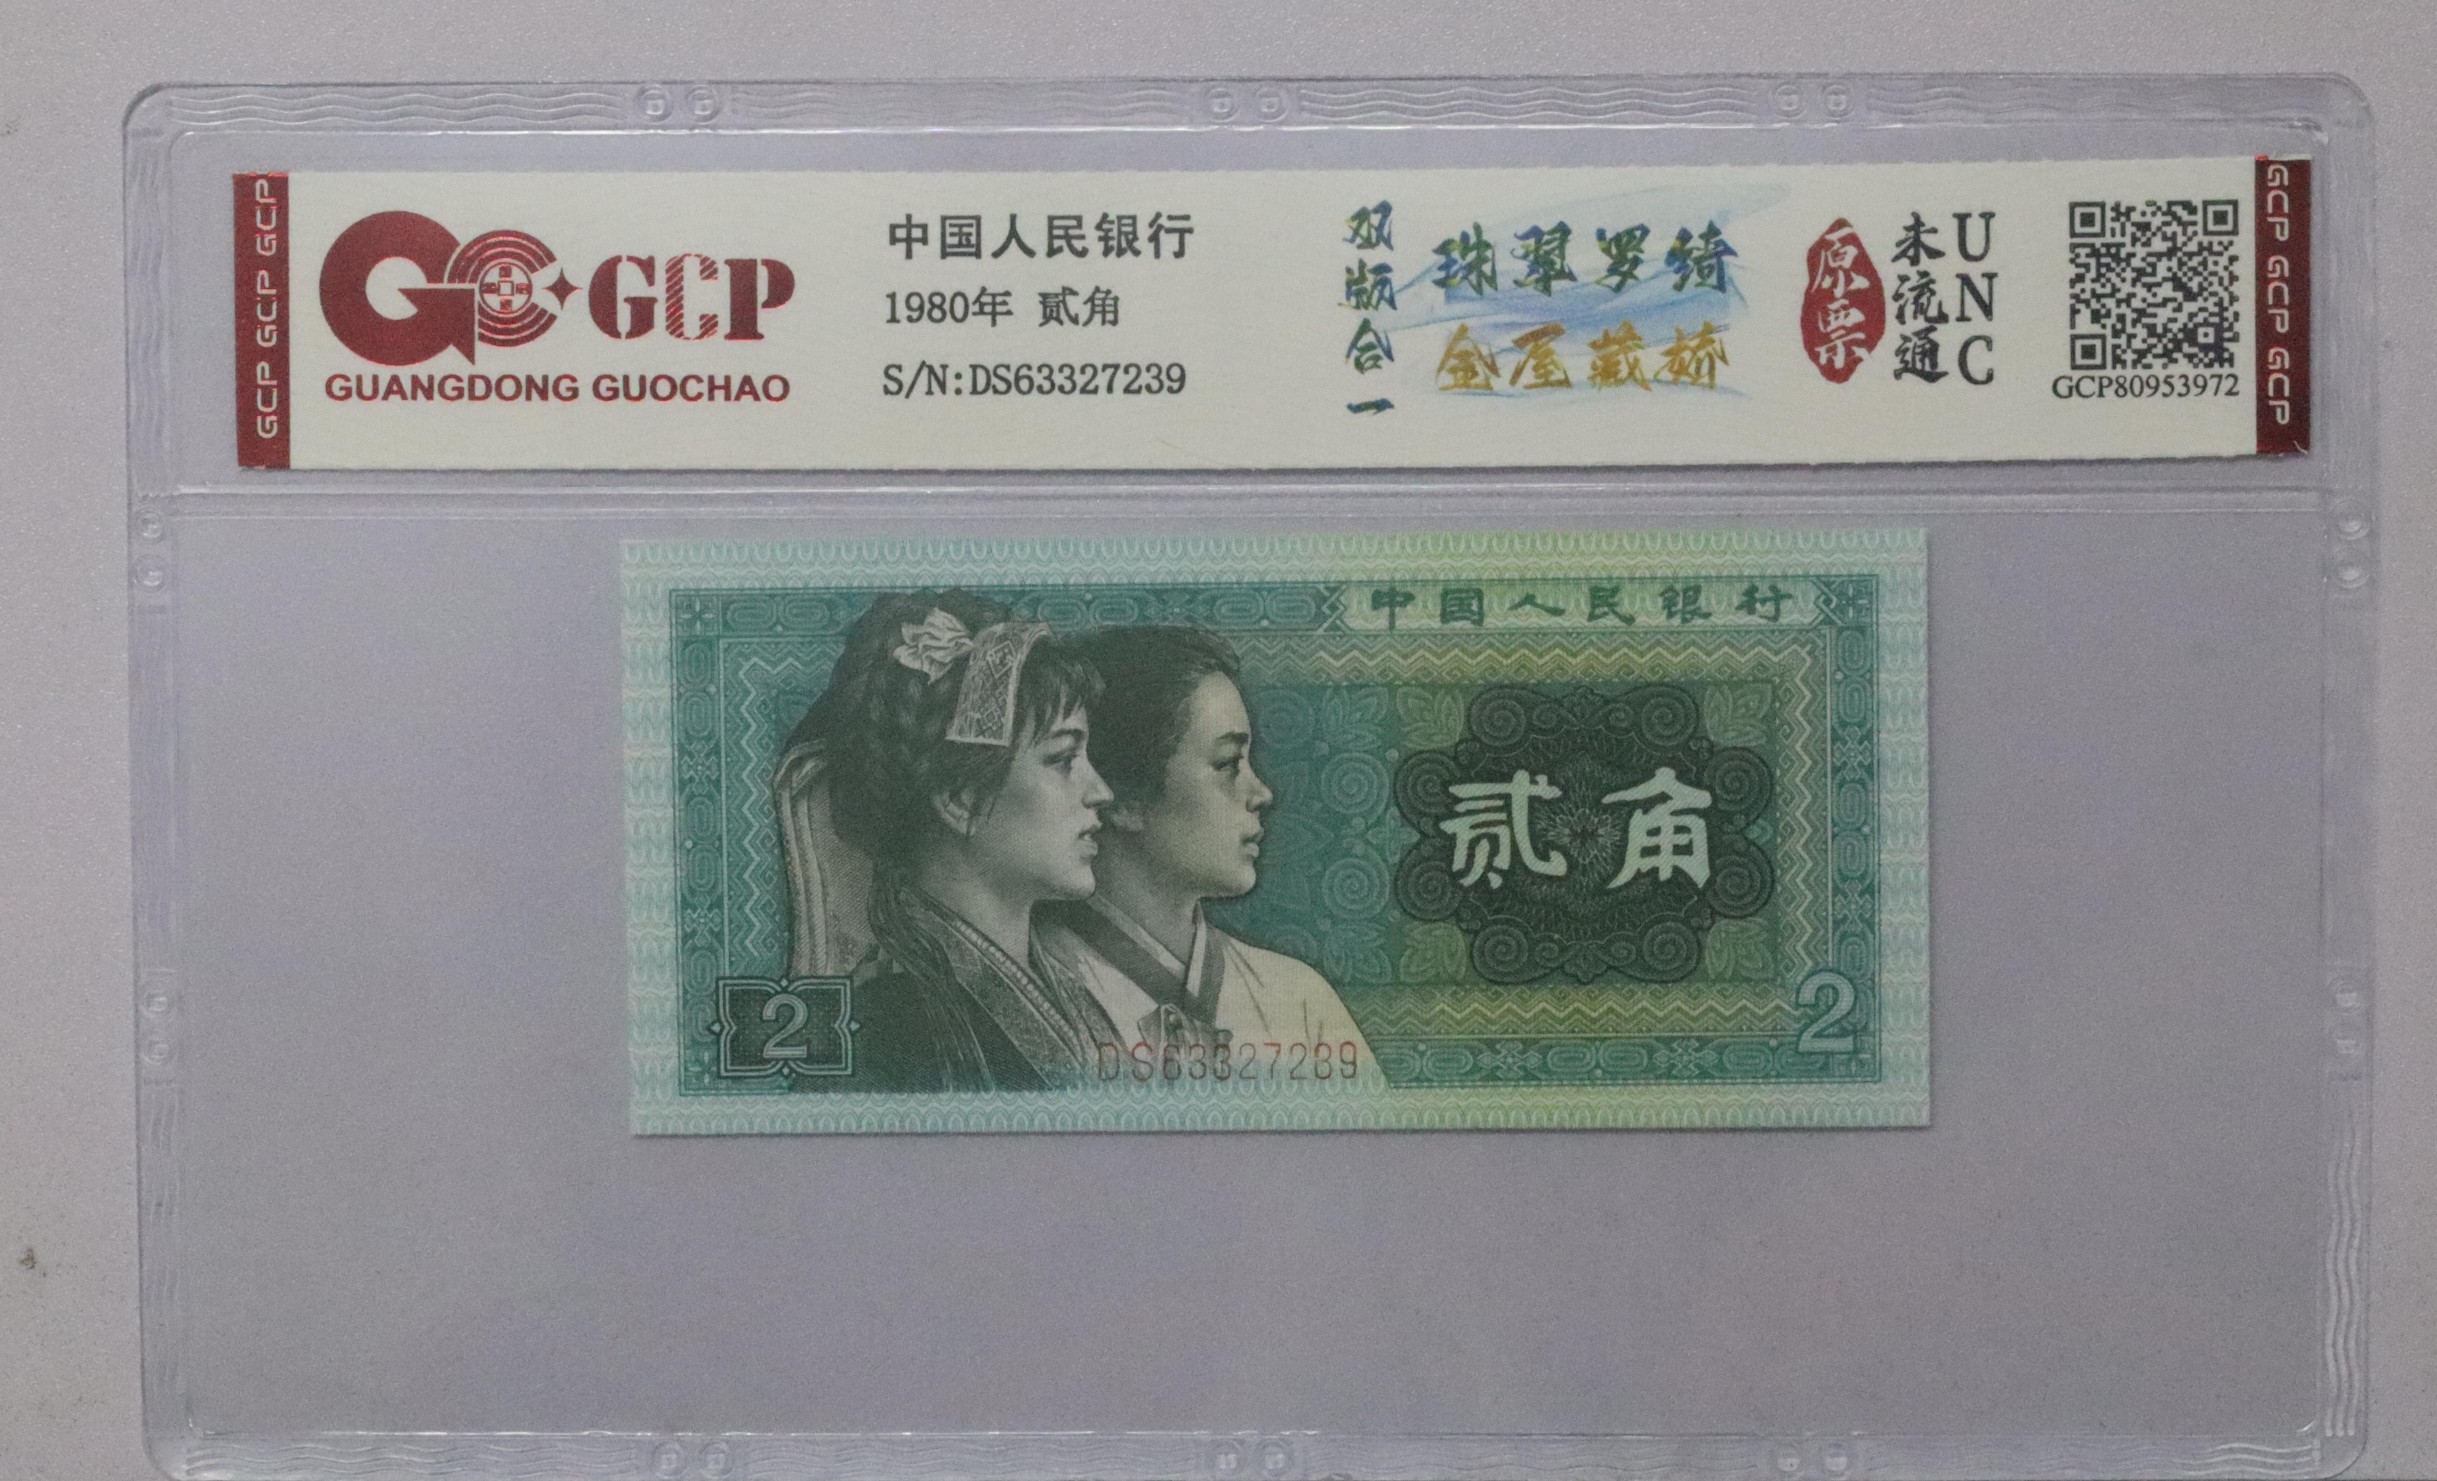 GCP GCP GCP
GCP
GUANGDONG GUOCHAO
中国人民银行
1980年 贰角
S/N:DS63327239
双版合一
珠翠罗绮
金屋藏娇
原票
未流通
UNC
GCP80953972
GCP GCP GCP
中国人民银行
贰角
2
2
DS63327239